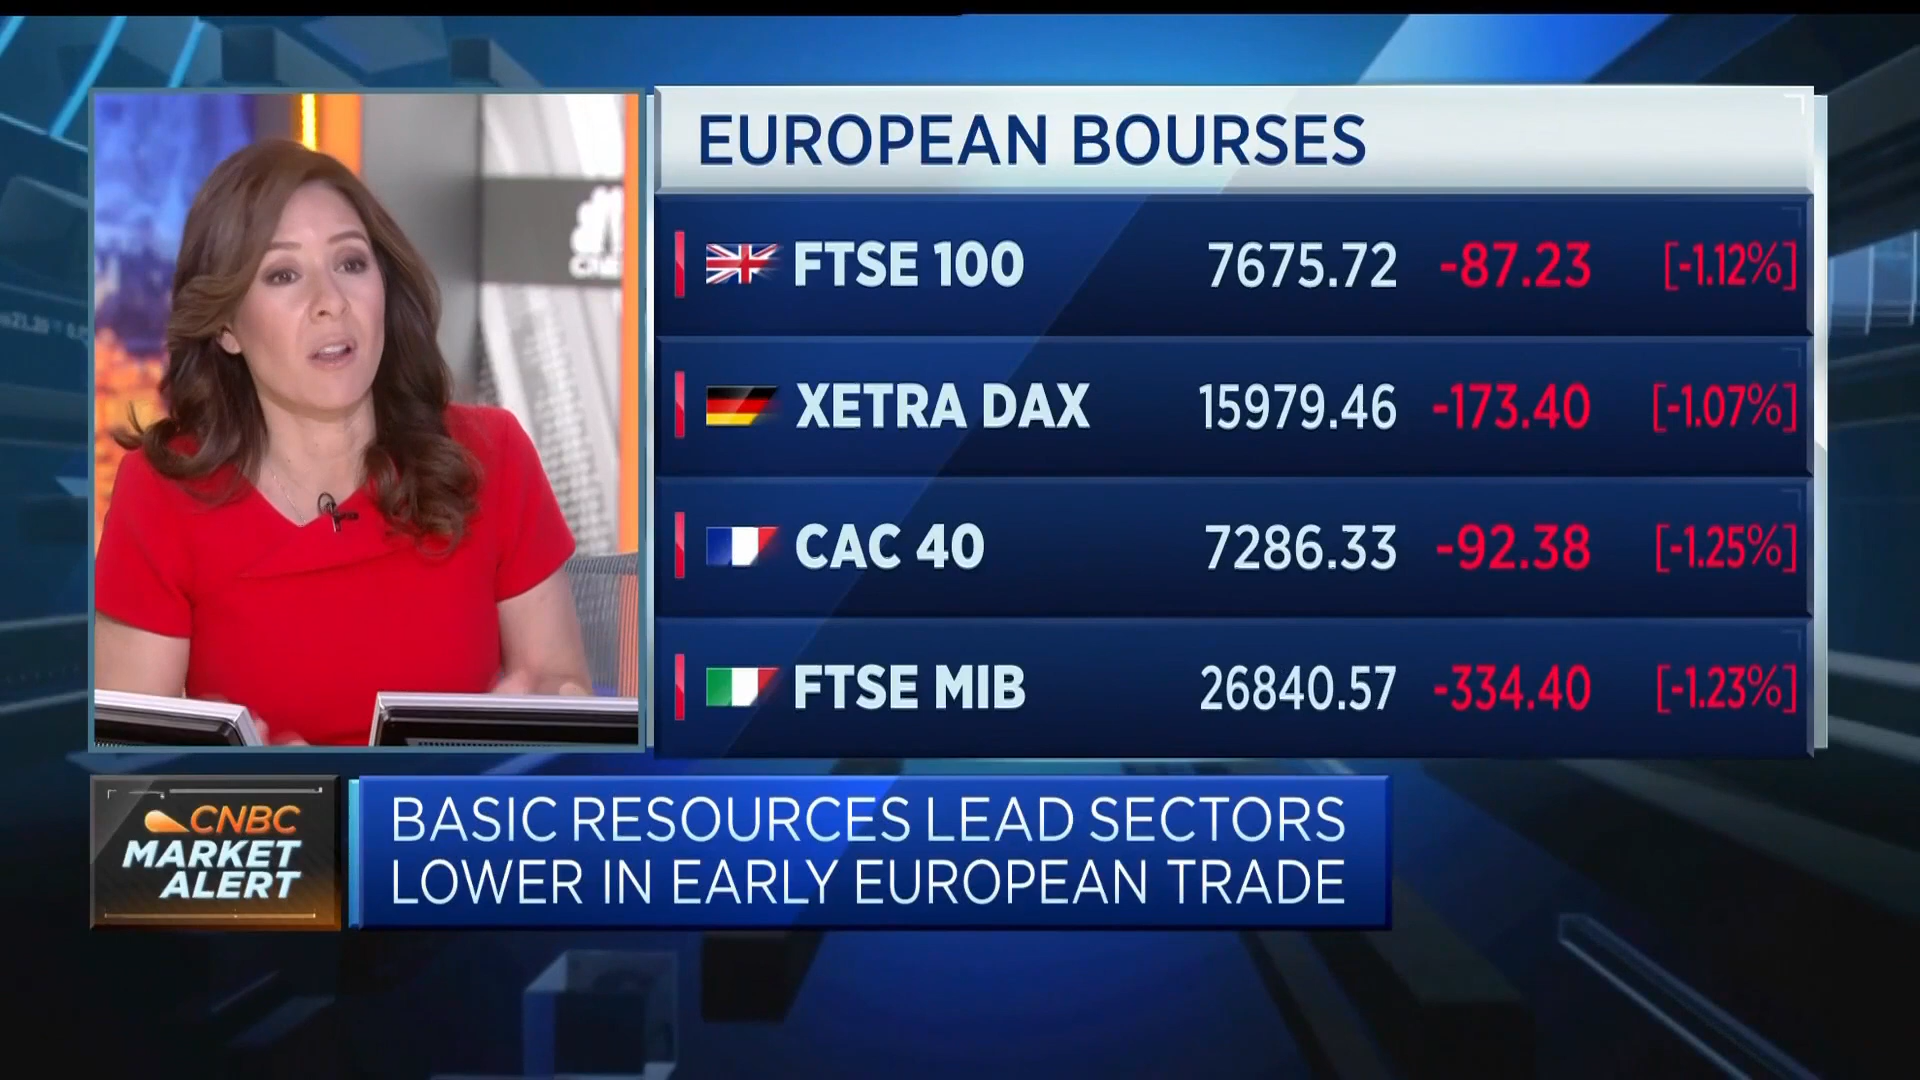 EUROPEAN BOURSES
FTSE 100 7675.72 -87.23 [-1.12%]
XETRA DAX 15979.46 -173.40 [-1.07%]
CAC 40 7286.33 -92.38 [-1.25%]
FTSE MIB 26840.57 -334.40 [-1.23%]
CNBC
MARKET
ALERT
BASIC RESOURCES LEAD SECTORS
LOWER IN EARLY EUROPEAN TRADE